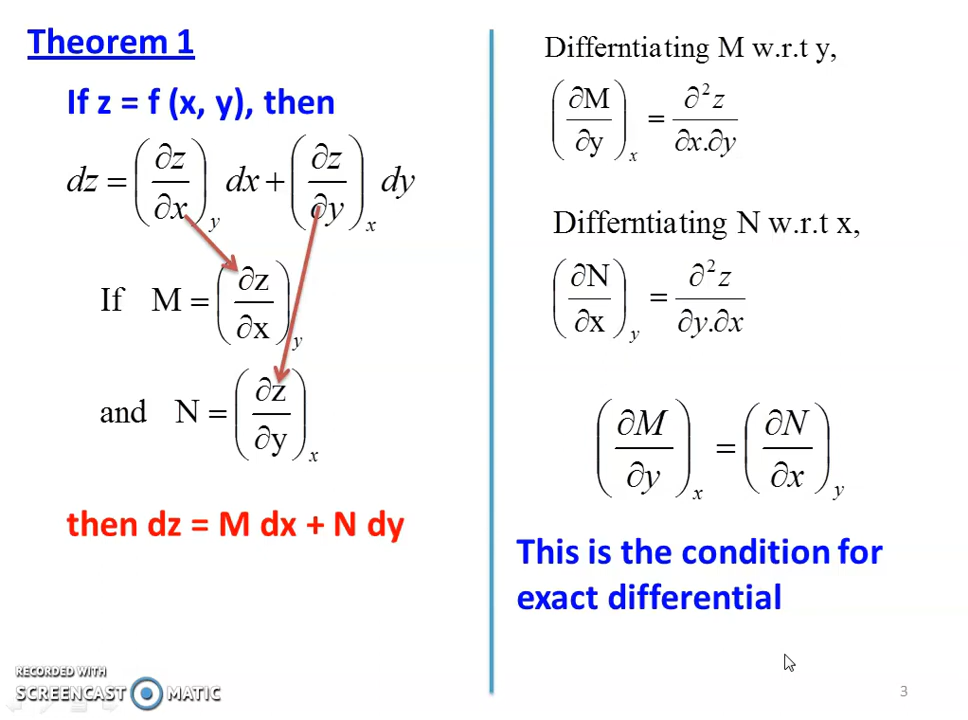 Theorem 1
If z = f (x, y), then
dz = (∂z/∂x)_y dx + (∂z/∂y)_x dy
If M = (∂z/∂x)_y
and N = (∂z/∂y)_x
then dz = M dx + N dy
Differntiating M w.r.t y,
(∂M/∂y)_x = ∂²z/∂x.∂y
Differntiating N w.r.t x,
(∂N/∂x)_y = ∂²z/∂y.∂x
(∂M/∂y)_x = (∂N/∂x)_y
This is the condition for
exact differential
RECORDED WITH
SCREENCAST MATIC
3